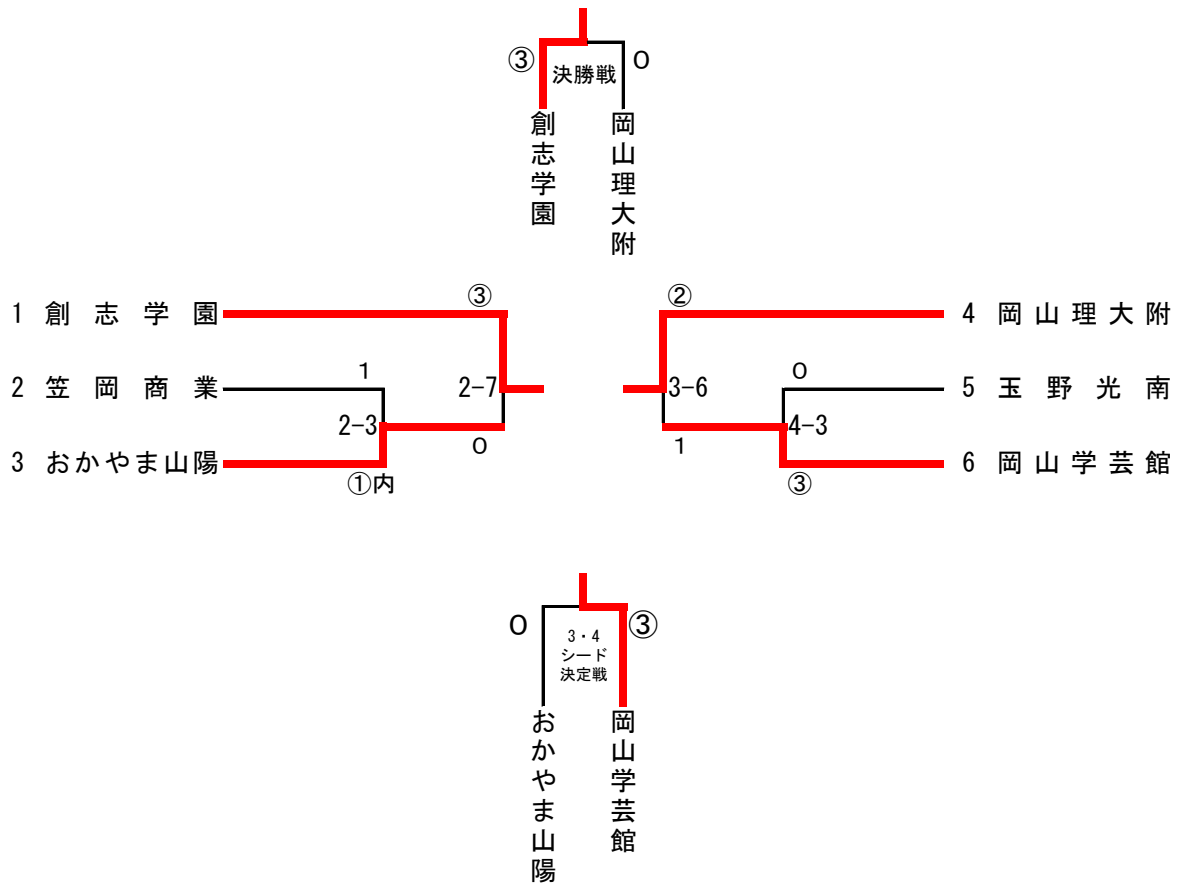 ③ 決勝戦 0
創志学園
岡山理大附
1 創志学園 ③
② 4 岡山理大附
2 笠岡商業 1 2-7
3-6 0 5 玉野光南
2-3 0
1 4-3
3 おかやま山陽 ①内
③ 6 岡山学芸館
0 ③
3・4
シード
決定戦
おかやま山陽
岡山学芸館